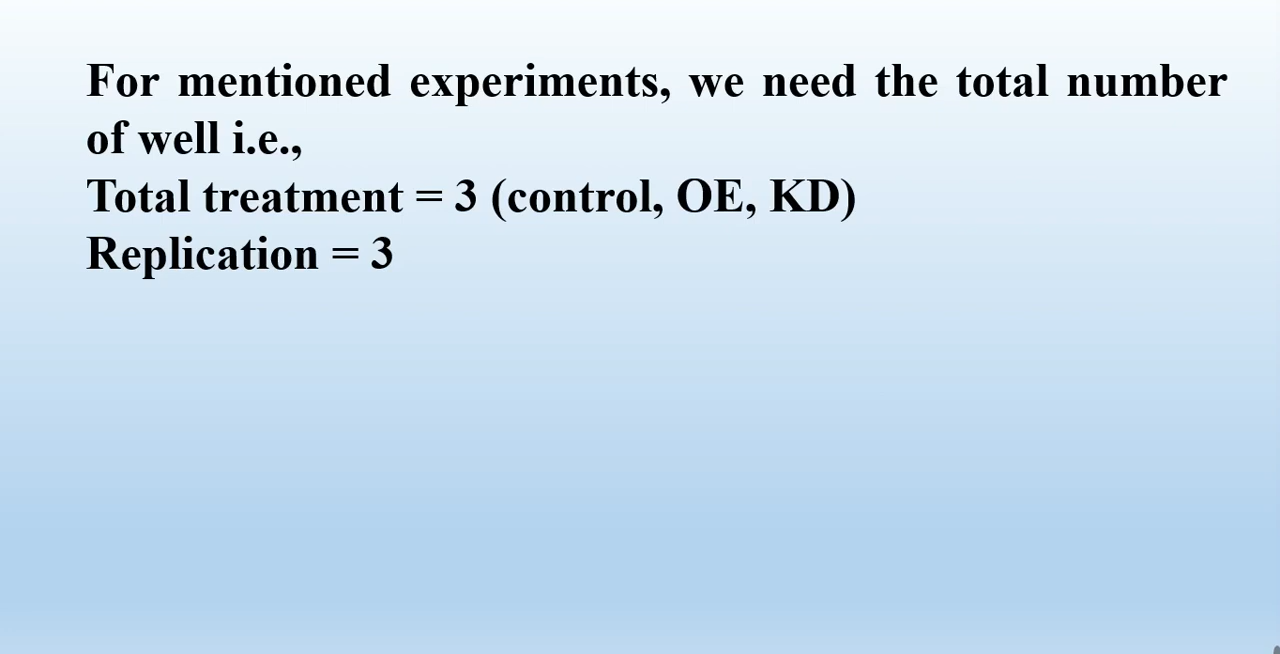 For mentioned experiments, we need the total number
of well i.e.,
Total treatment = 3 (control, OE, KD)
Replication = 3